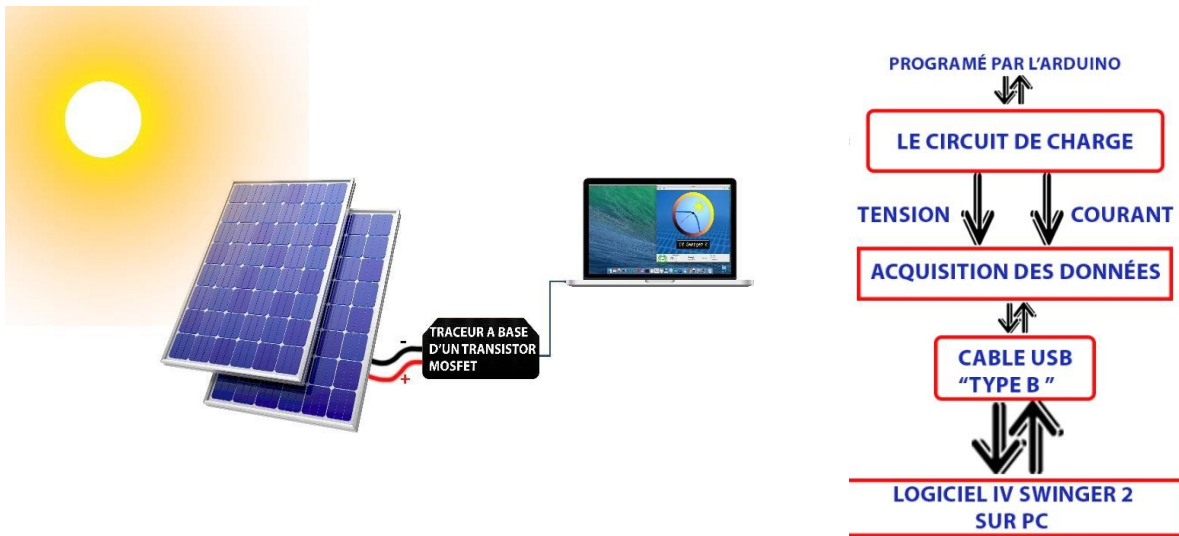 TRACEUR A BASE
D'UN TRANSISTOR
MOSFET
-
+
PROGRAMÉ PAR L'ARDUINO
LE CIRCUIT DE CHARGE
TENSION
COURANT
ACQUISITION DES DONNÉES
CABLE USB
“TYPE B ”
LOGICIEL IV SWINGER 2
SUR PC